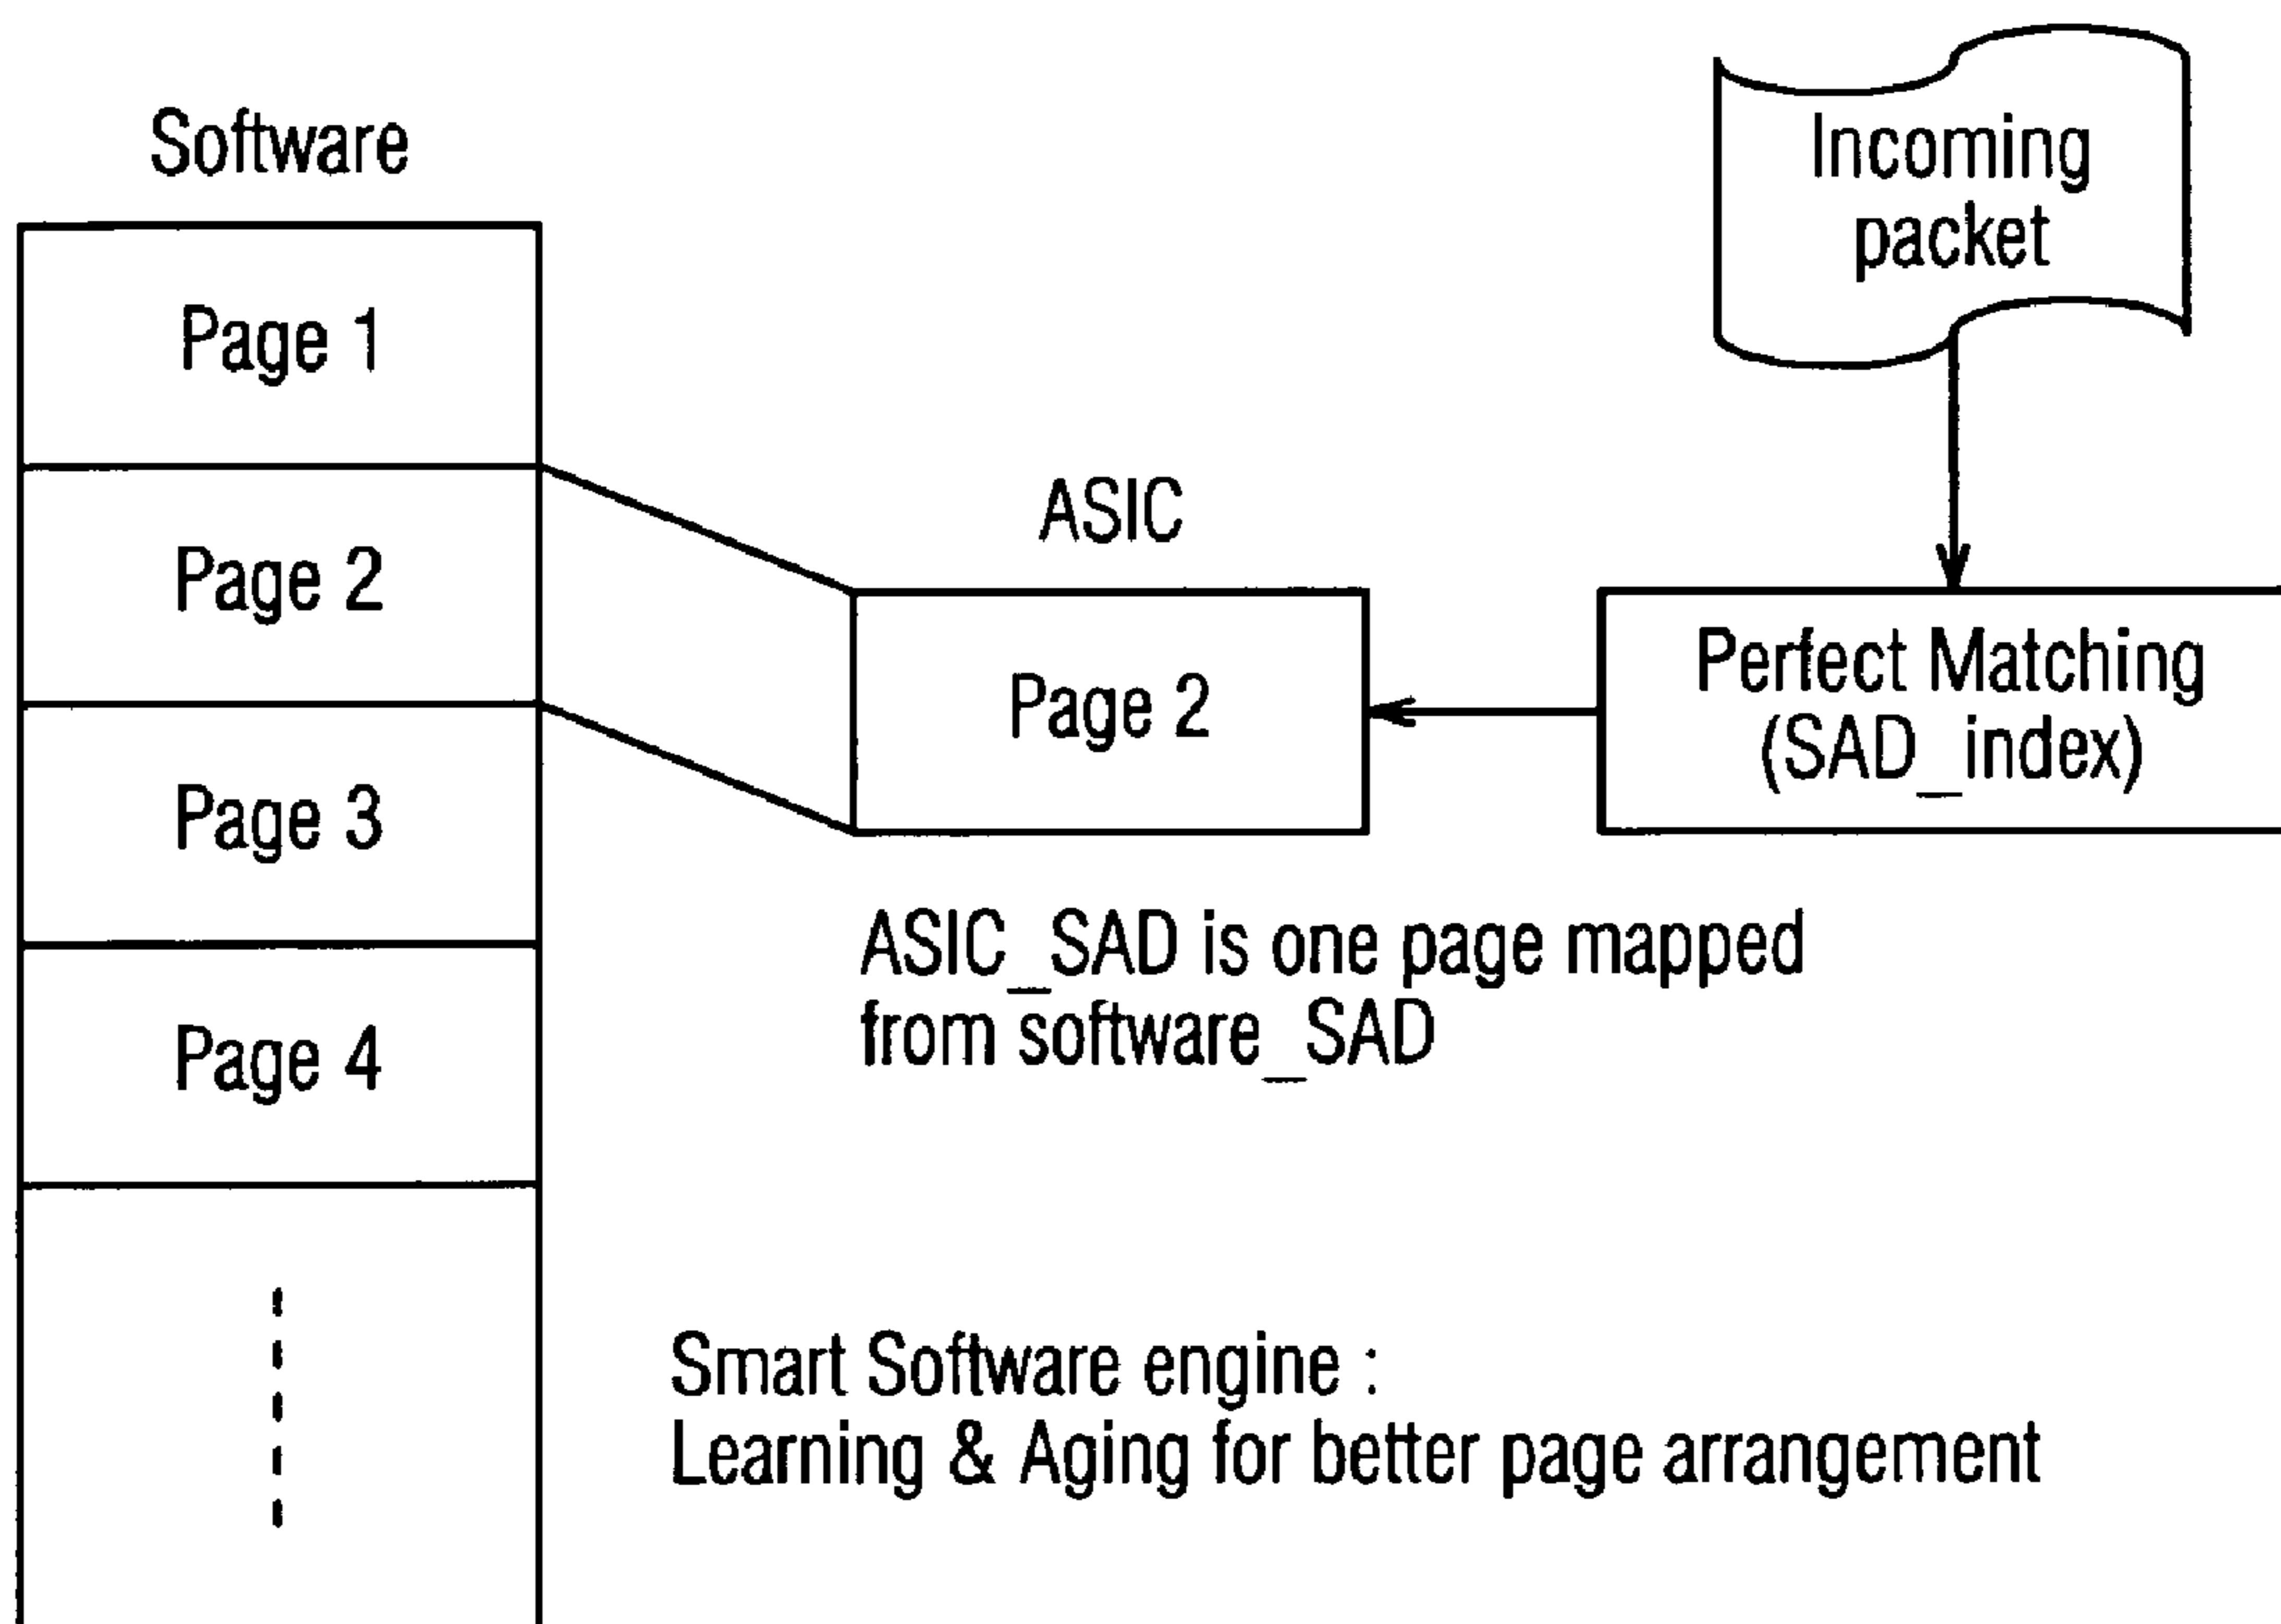 Software
Page 1
Page 2
Page 3
Page 4
ASIC
Page 2
Incoming
packet
Perfect Matching
(SAD_index)
ASIC_SAD is one page mapped
from software_SAD
Smart Software engine :
Learning & Aging for better page arrangement